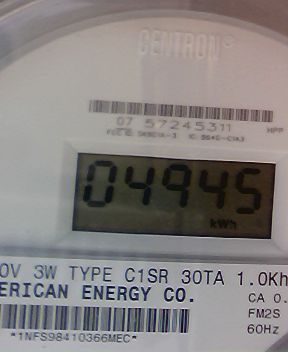 CENTRON®
07 57245311
HPP
04945
kWh
0V 3W TYPE C1SR 30TA 1.0Kh
ERICAN ENERGY CO.
CA 0.
FM2S
60Hz
*1NFS98410366MEC*